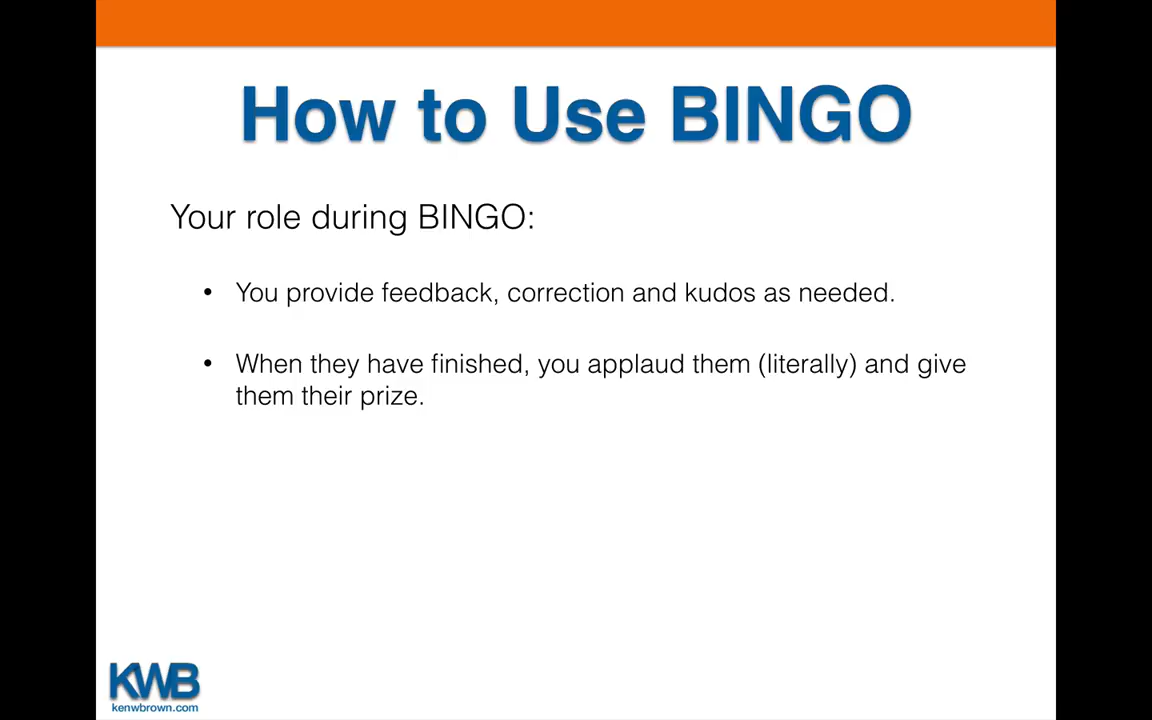 How to Use BINGO
Your role during BINGO:
• You provide feedback, correction and kudos as needed.
• When they have finished, you applaud them (literally) and give
them their prize.
KWB
kenwbrown.com